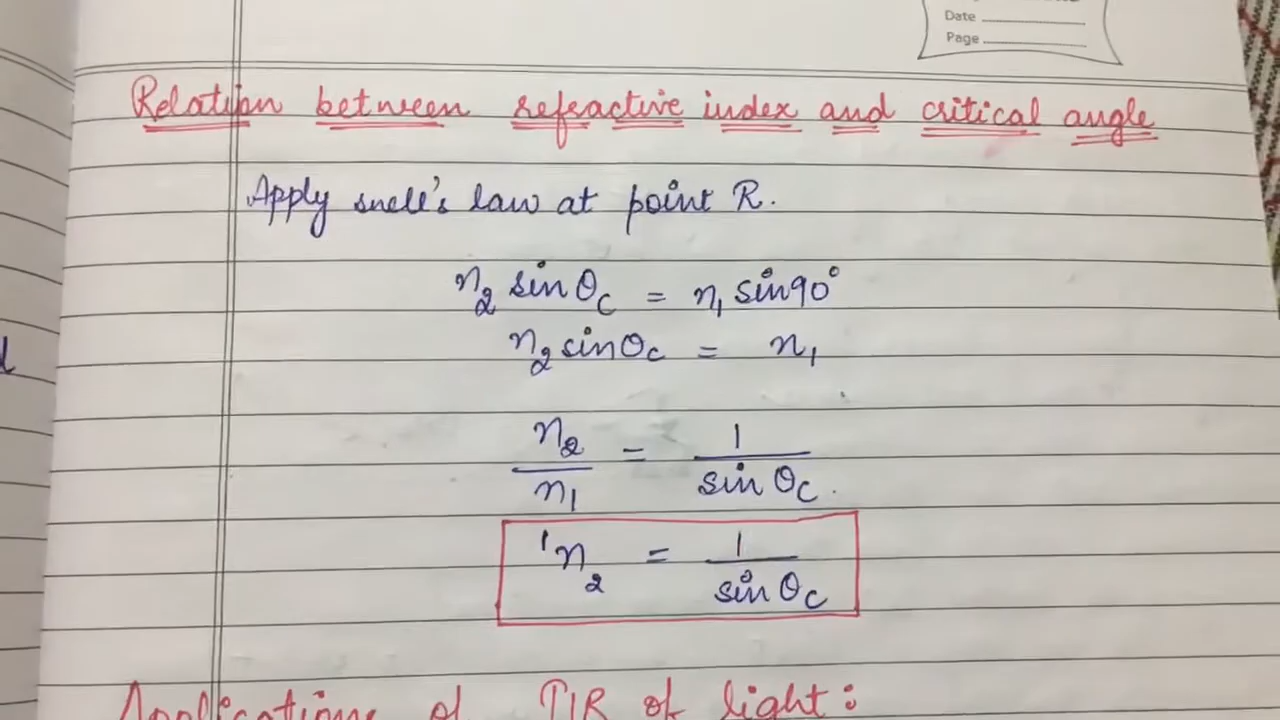 Date
Page
Relation between refractive index and critical angle
Apply snell's law at point R.
n₂ sin θc = n₁ sin90°
n₂ sinθc = n₁
n₂/n₁ = 1/sin θc.
¹n₂ = 1/sin θc
Applications of TIR of light: